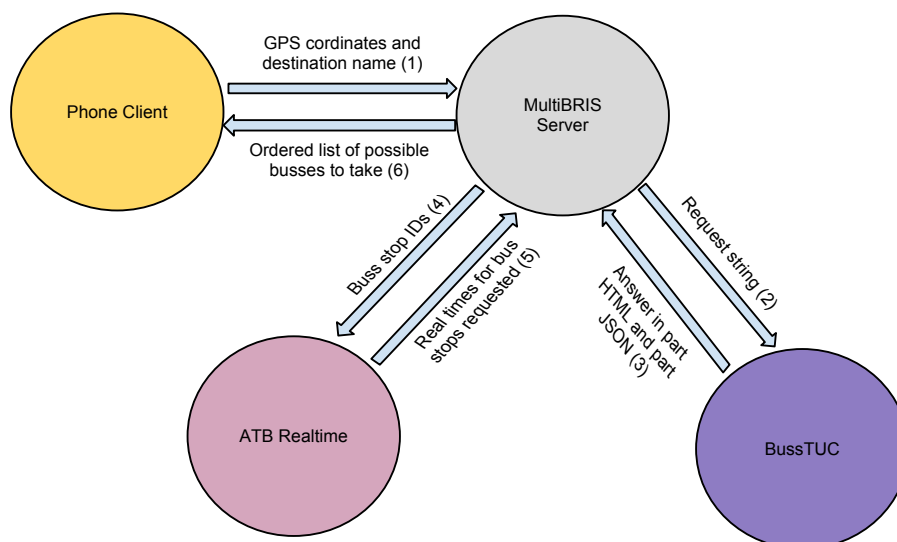 GPS cordinates and
destination name (1)
Phone Client
MultiBRIS
Server
Ordered list of possible
busses to take (6)
Buss stop IDs (4)
Real times for bus
stops requested (5)
Request string (2)
Answer in part
HTML and part
JSON (3)
ATB Realtime
BussTUC